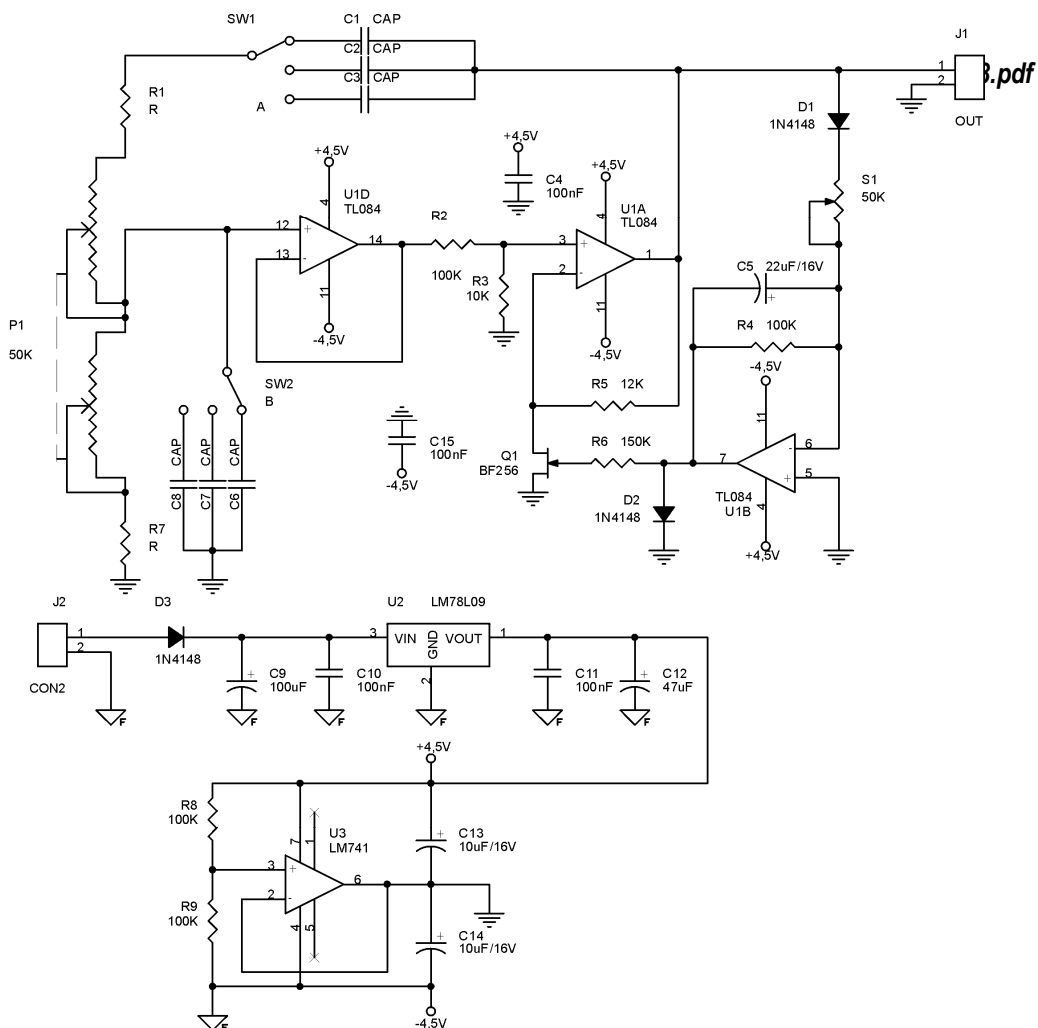 SW1
C1 CAP
C2 CAP
C3 CAP
A
R1
R
J1
1
2
3.pdf
OUT
D1
1N4148
S1
50K
+4,5V
4
U1D
TL084
12
+
13
-
14
11
-4,5V
R2
100K
+4,5V
C4
100nF
R3
10K
+4,5V
4
U1A
TL084
3
+
2
-
1
11
-4,5V
C5 22uF/16V
+
R4 100K
-4,5V
11
6
-
5
+
7
TL084
U1B
4
+4,5V
P1
50K
SW2
B
CAP
CAP
CAP
C8
C7
C6
R7
R
C15
100nF
-4,5V
R5 12K
R6 150K
Q1
BF256
D2
1N4148
J2
1
2
CON2
D3
1N4148
U2 LM78L09
3
VIN
GND
VOUT
1
2
+
C9
100uF
C10
100nF
C11
100nF
+
C12
47uF
F
F
F
F
F
F
+4,5V
R8
100K
R9
100K
7
1
U3
LM741
3
+
2
-
6
4
5
+
C13
10uF/16V
+
C14
10uF/16V
F
-4,5V